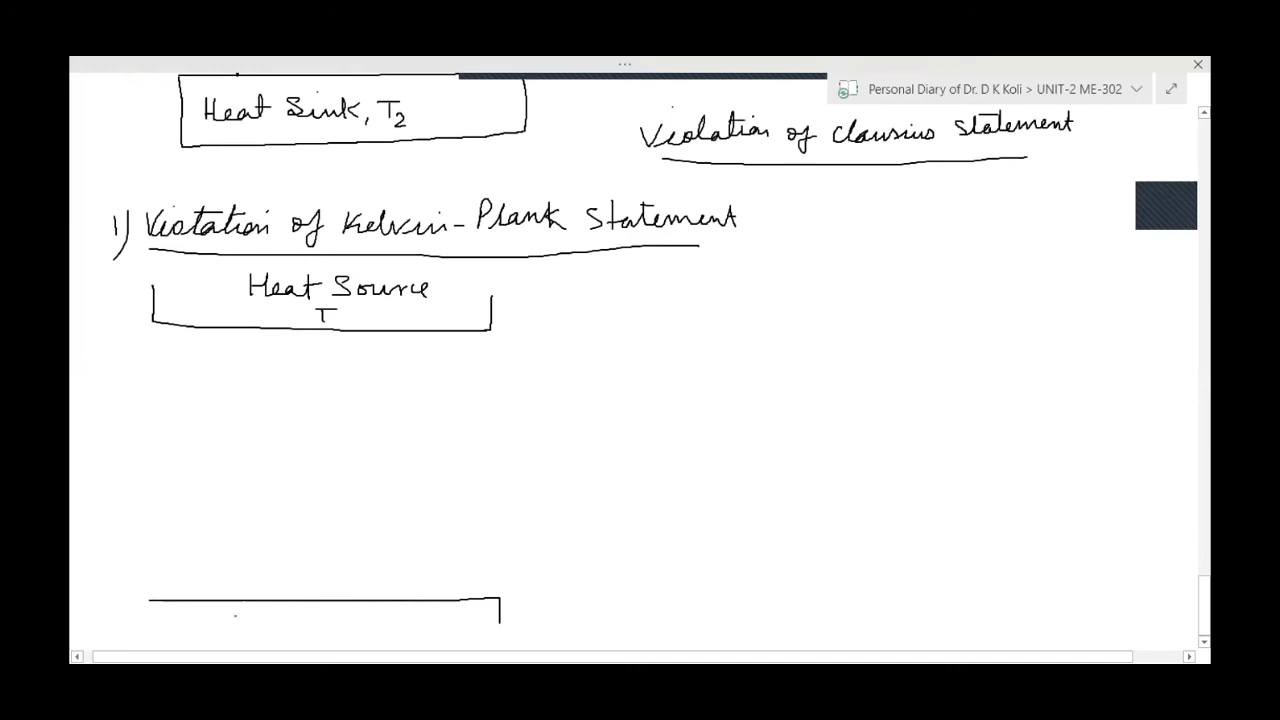 Personal Diary of Dr. D K Koli > UNIT-2 ME-302
Heat Sink, T2
Violation of Clausius Statement
1) Violation of Kelvin-Plank Statement
Heat Source
T